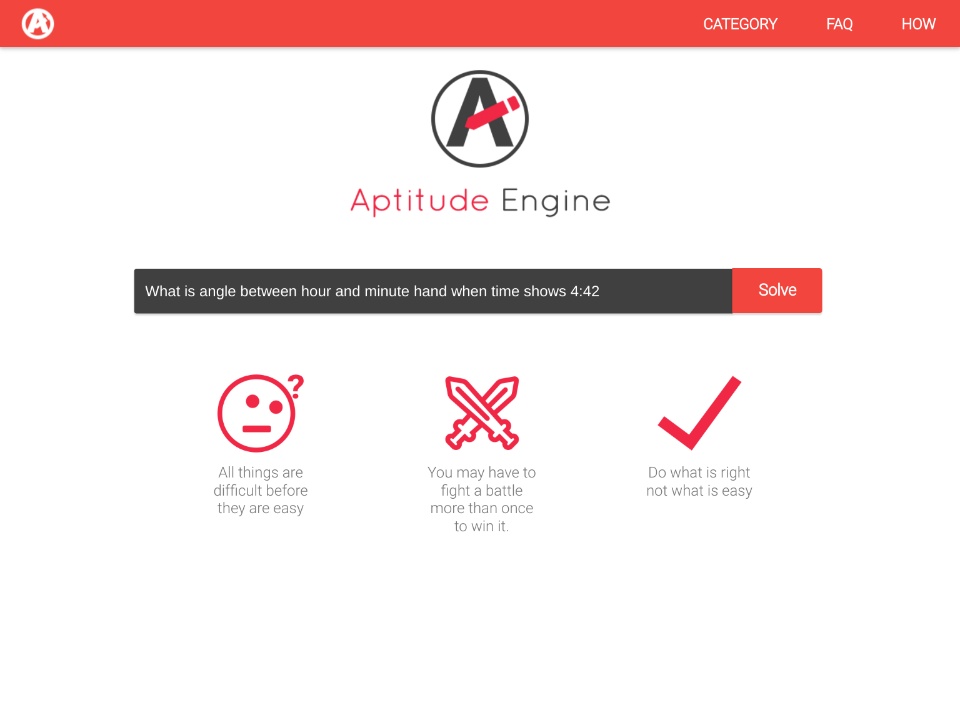 CATEGORY FAQ HOW
Aptitude Engine
What is angle between hour and minute hand when time shows 4:42
Solve
?
All things are
difficult before
they are easy
You may have to
fight a battle
more than once
to win it.
Do what is right
not what is easy